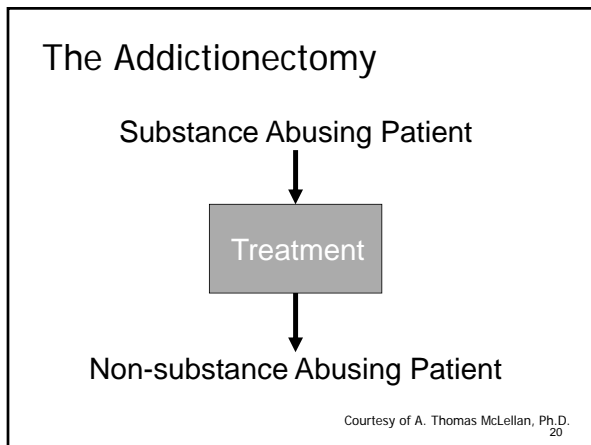 The Addictionectomy
Substance Abusing Patient
Treatment
Non-substance Abusing Patient
Courtesy of A. Thomas McLellan, Ph.D.
20